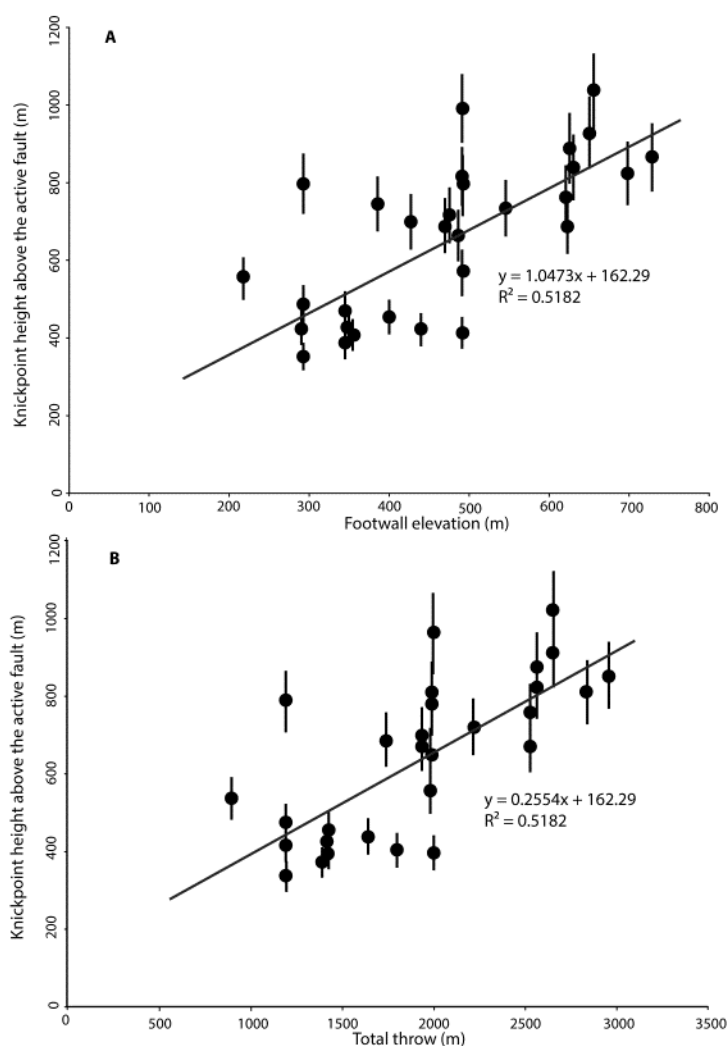 A
Knickpoint height above the active fault (m)
1200
1000
800
600
400
200
0
y = 1.0473x + 162.29
R² = 0.5182
0 100 200 300 400 500 600 700 800
Footwall elevation (m)
B
Knickpoint height above the active fault (m)
1200
1000
800
600
400
200
0
y = 0.2554x + 162.29
R² = 0.5182
0 500 1000 1500 2000 2500 3000 3500
Total throw (m)